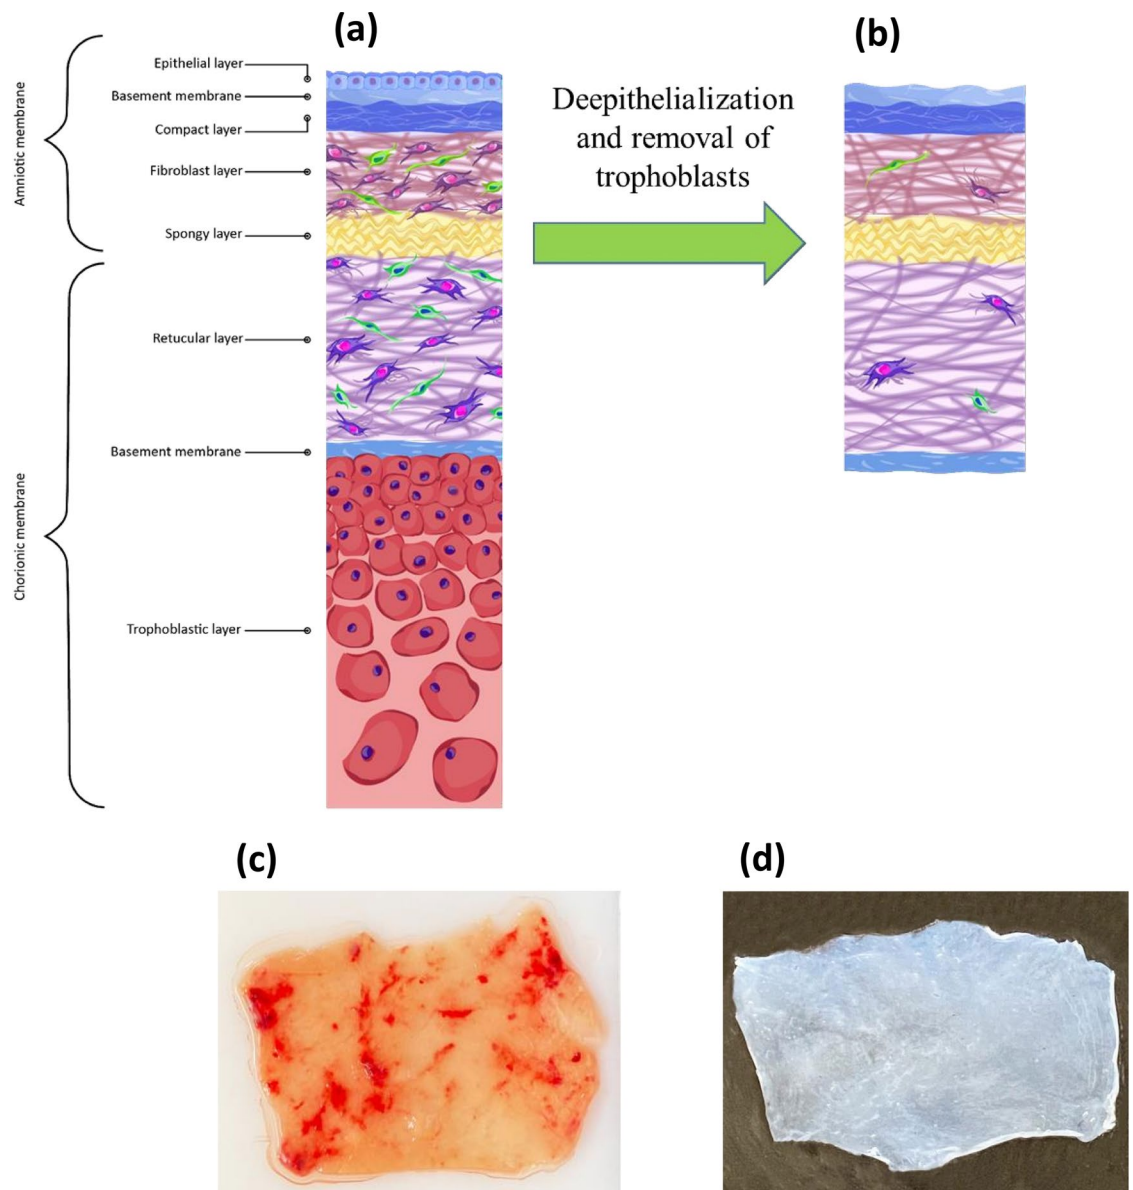 (a)
(b)
Epithelial layer
Basement membrane
Compact layer
Fibroblast layer
Spongy layer
Retucular layer
Basement membrane
Trophoblastic layer
Amniotic membrane
Chorionic membrane
Deepithelialization
and removal of
trophoblasts
(c)
(d)